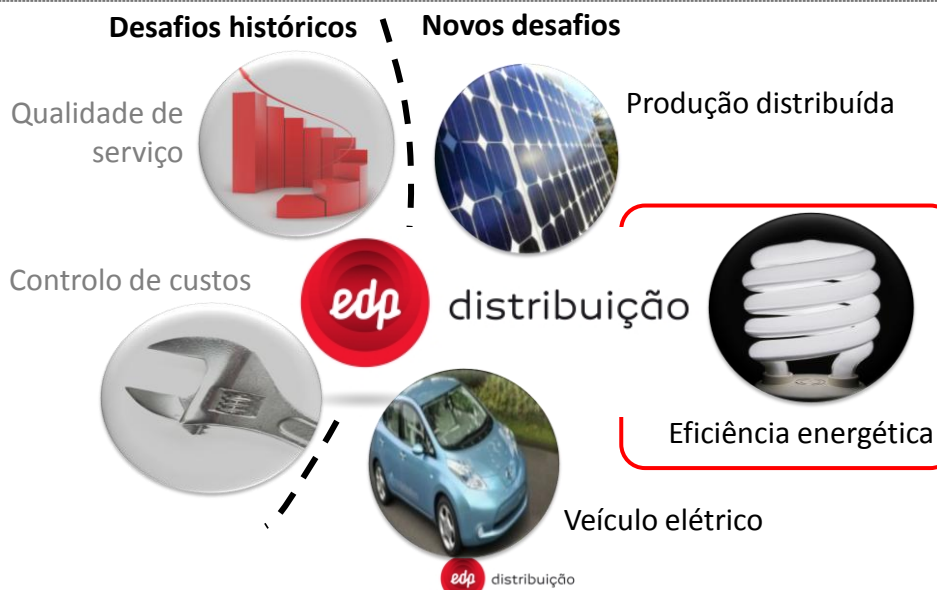 Desafios históricos
Novos desafios
Qualidade de
serviço
Produção distribuída
Controlo de custos
edp distribuição
Eficiência energética
Veículo elétrico
edp distribuição